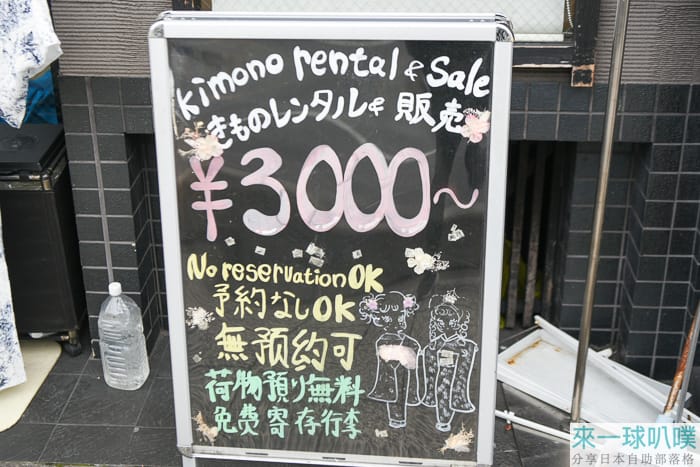 kimono rental & Sale
きものレンタル& 販売
¥3000〜
No reservation OK
予約なしOK
無預约可
荷物預り無料
免费寄存行李
來一球叭噗
分享日本自助部落格